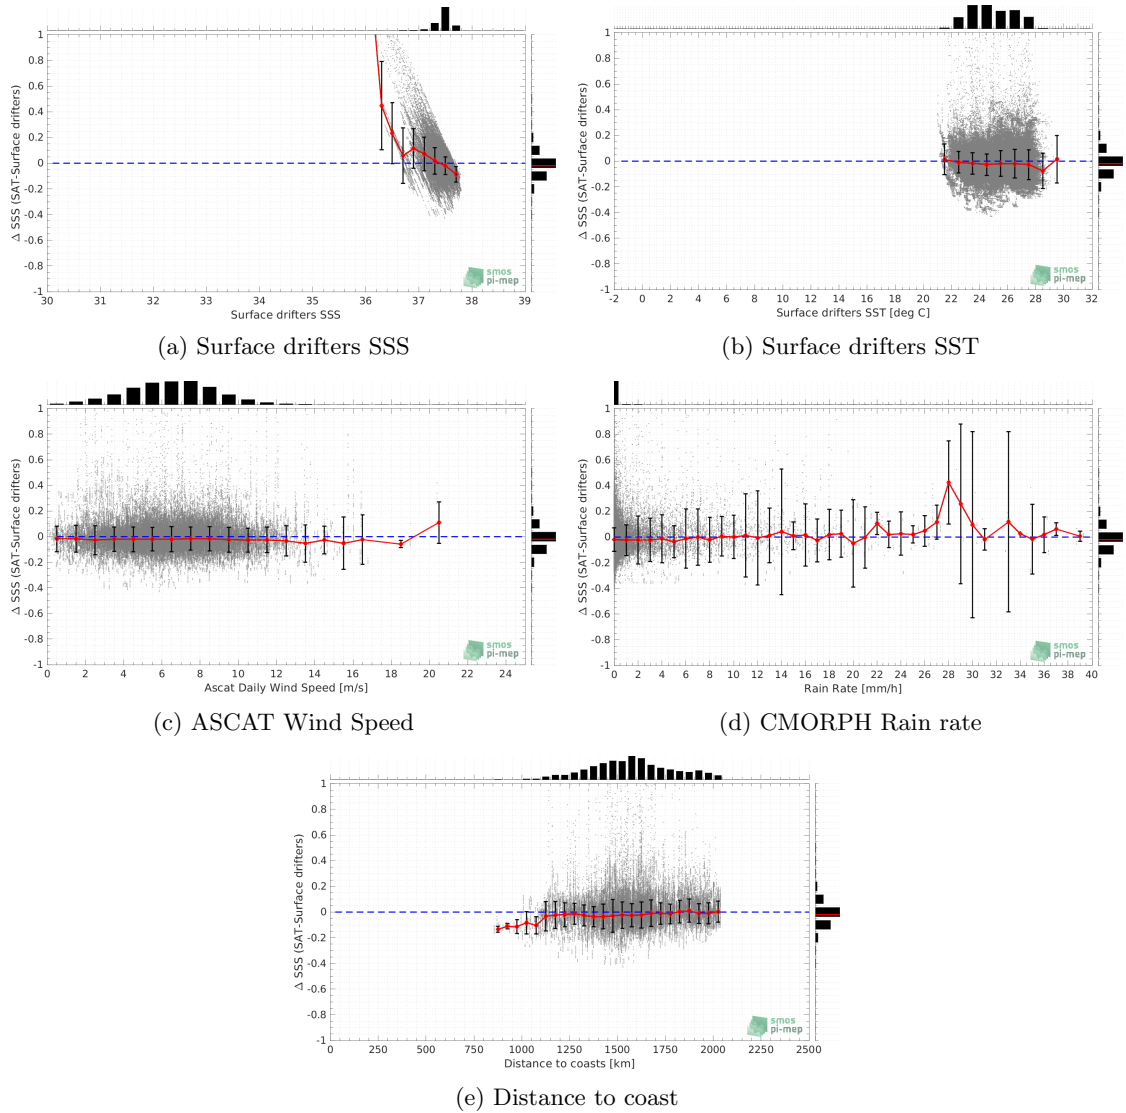 1
0.8
0.6
0.4
0.2
0
-0.2
-0.4
-0.6
-0.8
-1
Δ SSS (SAT-Surface drifters)
30 31 32 33 34 35 36 37 38 39
Surface drifters SSS
smos
pi-mep
(a) Surface drifters SSS
1
0.8
0.6
0.4
0.2
0
-0.2
-0.4
-0.6
-0.8
-1
Δ SSS (SAT-Surface drifters)
-2 0 2 4 6 8 10 12 14 16 18 20 22 24 26 28 30 32
Surface drifters SST [deg C]
smos
pi-mep
(b) Surface drifters SST
1
0.8
0.6
0.4
0.2
0
-0.2
-0.4
-0.6
-0.8
-1
Δ SSS (SAT-Surface drifters)
0 2 4 6 8 10 12 14 16 18 20 22 24
Ascat Daily Wind Speed [m/s]
smos
pi-mep
(c) ASCAT Wind Speed
1
0.8
0.6
0.4
0.2
0
-0.2
-0.4
-0.6
-0.8
-1
Δ SSS (SAT-Surface drifters)
0 2 4 6 8 10 12 14 16 18 20 22 24 26 28 30 32 34 36 38 40
Rain Rate [mm/h]
smos
pi-mep
(d) CMORPH Rain rate
1
0.8
0.6
0.4
0.2
0
-0.2
-0.4
-0.6
-0.8
-1
Δ SSS (SAT-Surface drifters)
0 250 500 750 1000 1250 1500 1750 2000 2250 2500
Distance to coasts [km]
smos
pi-mep
(e) Distance to coast